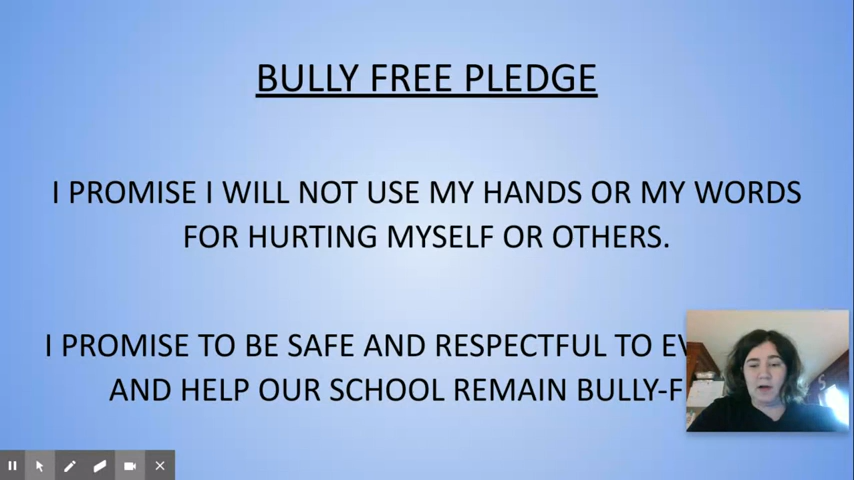 BULLY FREE PLEDGE
I PROMISE I WILL NOT USE MY HANDS OR MY WORDS
FOR HURTING MYSELF OR OTHERS.
I PROMISE TO BE SAFE AND RESPECTFUL TO
AND HELP OUR SCHOOL REMAIN